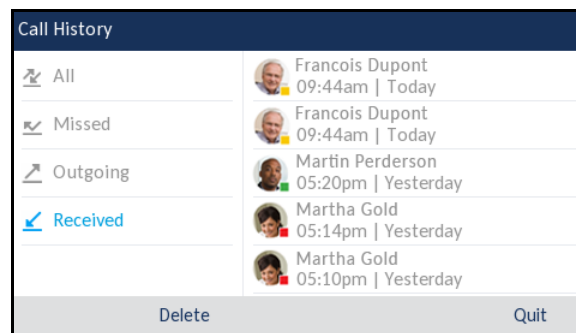 Call History
All
Missed
Outgoing
Received
Francois Dupont
09:44am | Today
Francois Dupont
09:44am | Today
Martin Perderson
05:20pm | Yesterday
Martha Gold
05:14pm | Yesterday
Martha Gold
05:10pm | Yesterday
Delete
Quit